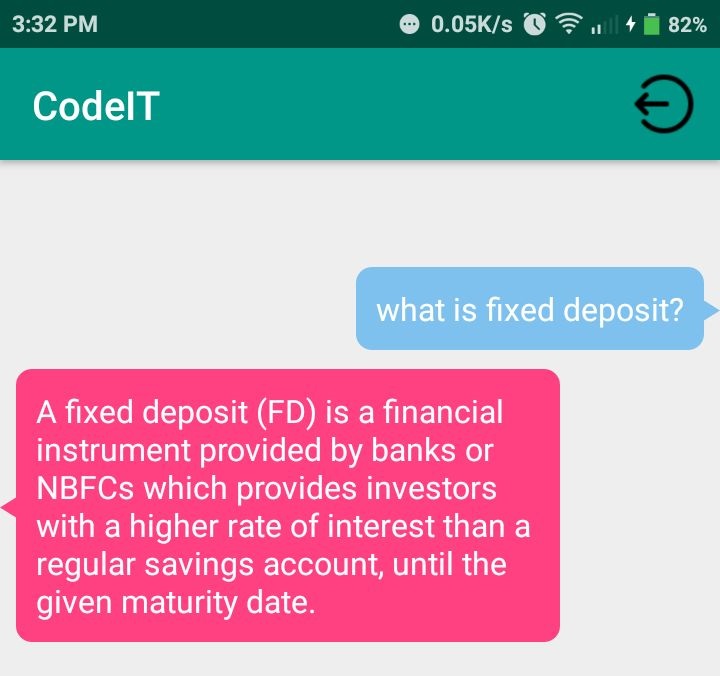 3:32 PM 0.05K/s 82%
CodeIT
what is fixed deposit?
A fixed deposit (FD) is a financial
instrument provided by banks or
NBFCs which provides investors
with a higher rate of interest than a
regular savings account, until the
given maturity date.